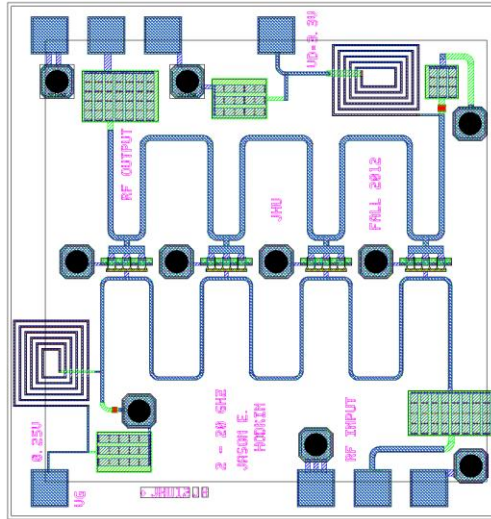 VD=3.3V
RF OUTPUT
JHU
FALL 2012
0.25V
2 - 20 GHZ
JASON E.
HODKIN
RF INPUT
VG